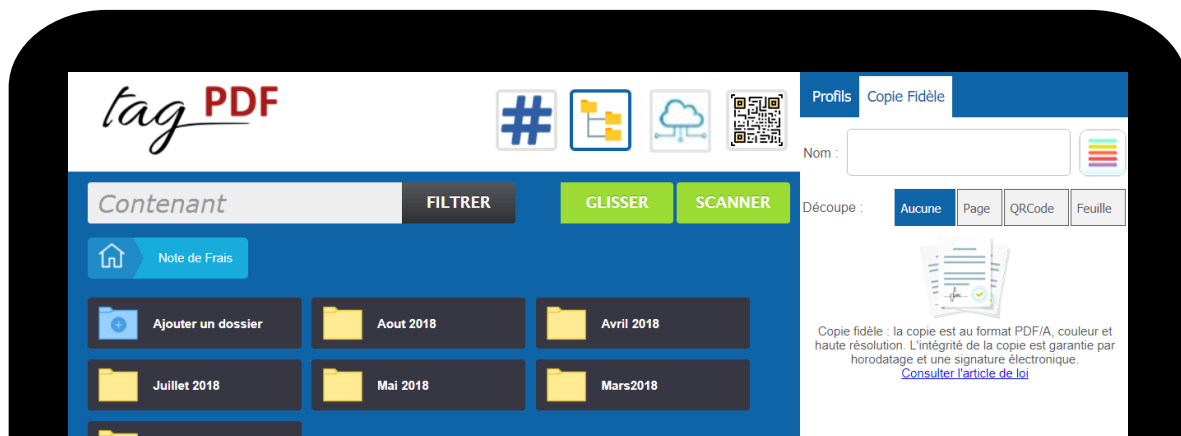 tag PDF
#
Profils Copie Fidèle
Nom :
Contenant FILTRER GLISSER SCANNER
Découpe : Aucune Page QRCode Feuille
Note de Frais
Ajouter un dossier Aout 2018 Avril 2018
Juillet 2018 Mai 2018 Mars2018
Copie fidèle : la copie est au format PDF/A, couleur et
haute résolution. L'intégrité de la copie est garantie par
horodatage et une signature électronique.
Consulter l'article de loi